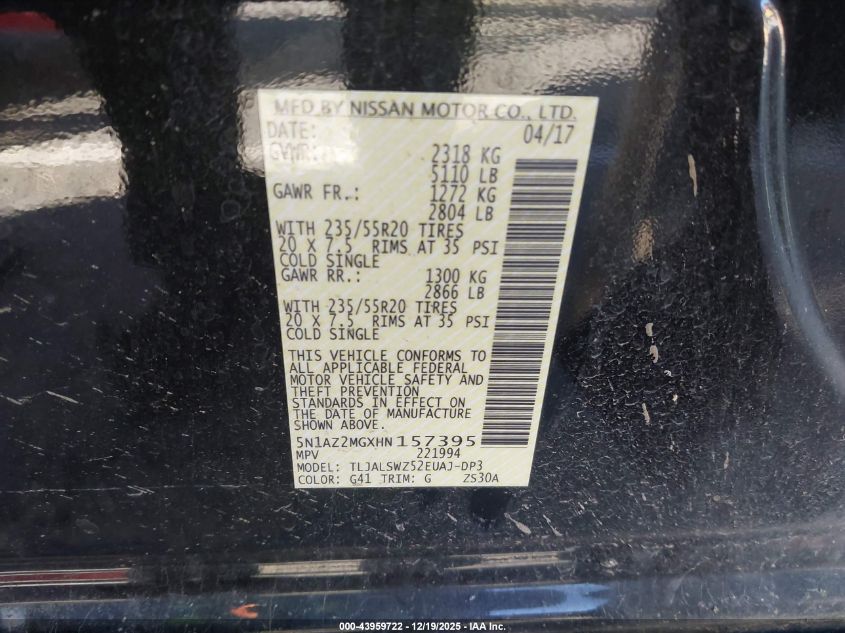 MFD BY NISSAN MOTOR CO., LTD.
DATE: 04/17
GVWR: 2318 KG
5110 LB
GAWR FR.: 1272 KG
2804 LB
WITH 235/55R20 TIRES
20 X 7.5 RIMS AT 35 PSI
COLD SINGLE
GAWR RR.: 1300 KG
2866 LB
WITH 235/55R20 TIRES
20 X 7.5 RIMS AT 35 PSI
COLD SINGLE
THIS VEHICLE CONFORMS TO
ALL APPLICABLE FEDERAL
MOTOR VEHICLE SAFETY AND
THEFT PREVENTION
STANDARDS IN EFFECT ON
THE DATE OF MANUFACTURE
SHOWN ABOVE.
5N1AZ2MGXHN157395
MPV 221994
MODEL: TLJALSWZ52EUAJ-DP3
COLOR: G41 TRIM: G ZS30A
000-43959722 - 12/19/2025 - IAA Inc.